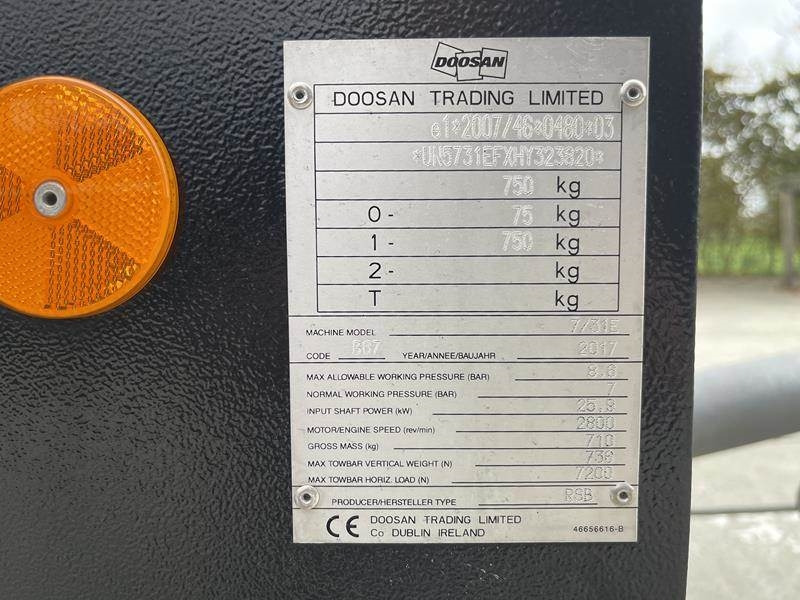 DOOSAN
DOOSAN TRADING LIMITED
e1*2007/46*0480*03
*UN5731EFXHY323820*
750 kg
0- 75 kg
1- 750 kg
2- kg
T kg
MACHINE MODEL 7/31E
CODE 867 YEAR/ANNEE/BAUJAHR 2017
MAX ALLOWABLE WORKING PRESSURE (BAR) 8.6
NORMAL WORKING PRESSURE (BAR) 7
INPUT SHAFT POWER (kW) 25.9
MOTOR/ENGINE SPEED (rev/min) 2800
GROSS MASS (kg) 710
MAX TOWBAR VERTICAL WEIGHT (N) 736
MAX TOWBAR HORIZ. LOAD (N) 7200
PRODUCER/HERSTELLER TYPE RSB
CE DOOSAN TRADING LIMITED
Co DUBLIN IRELAND 46656616-B